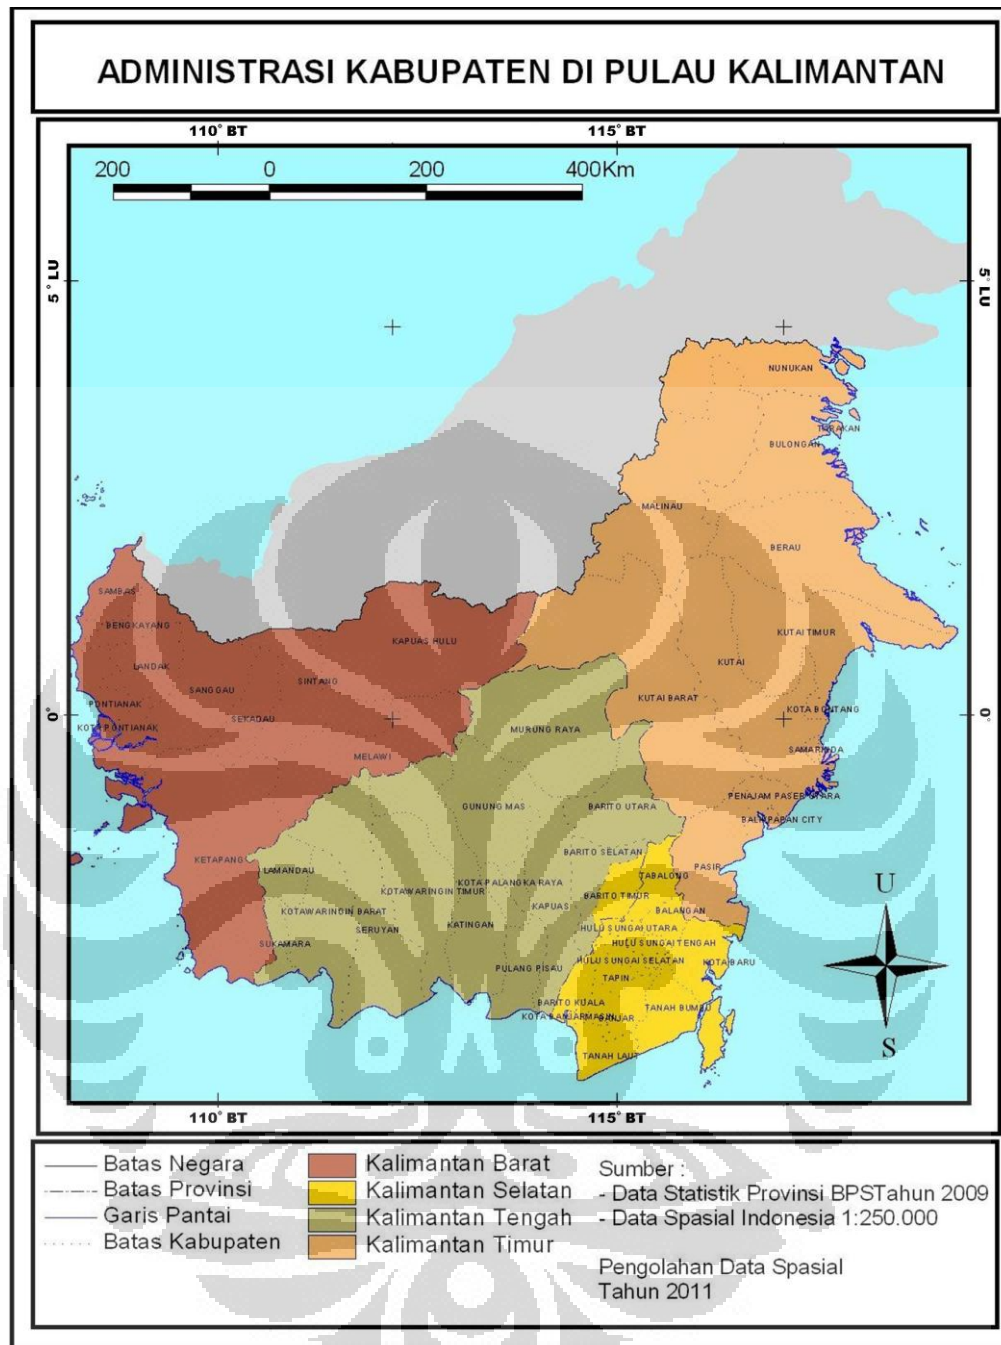 ADMINISTRASI KABUPATEN DI PULAU KALIMANTAN
110° BT 115° BT
200 0 200 400Km
5° LU 5° LU
NUNUKAN
TARAKAN
BULONGAN
MALINAU
BERAU
SAMBAS
BENGKAYANG
KUTAI TIMUR
KAPUAS HULU
LANDAK
KUTAI
SINTANG
SANGGAU
KUTAI BARAT
PONTIANAK
KOTA BONTANG
0° 0°
SEKADAU
KOTA PONTIANAK
MURUNG RAYA
SAMARINDA
MELAWI
PENAJAM PASER UTARA
GUNUNG MAS
BARITO UTARA
BALIKPAPAN CITY
BARITO SELATAN
KETAPANG
PASIR
LAMANDAU
TABALONG
KOTA PALANGKA RAYA
KOTAWARINGIN TIMUR
BARITO TIMUR
U
KAPUAS
KOTAWARINGIN BARAT
BALANGAN
KATINGAN
SERUYAN
HULU SUNGAI UTARA
SUKAMARA
HULU SUNGAI TENGAH
HULU SUNGAI SELATAN
KOTA BARU
PULANG PISAU
TAPIN
BARITO KUALA
TANAH BUMBU
KOTA BANJARMASIN
BANJAR
S
TANAH LAUT
110° BT 115° BT
Batas Negara
Batas Provinsi
Garis Pantai
Batas Kabupaten
Kalimantan Barat
Kalimantan Selatan
Kalimantan Tengah
Kalimantan Timur
Sumber :
- Data Statistik Provinsi BPSTahun 2009
- Data Spasial Indonesia 1:250.000
Pengolahan Data Spasial
Tahun 2011